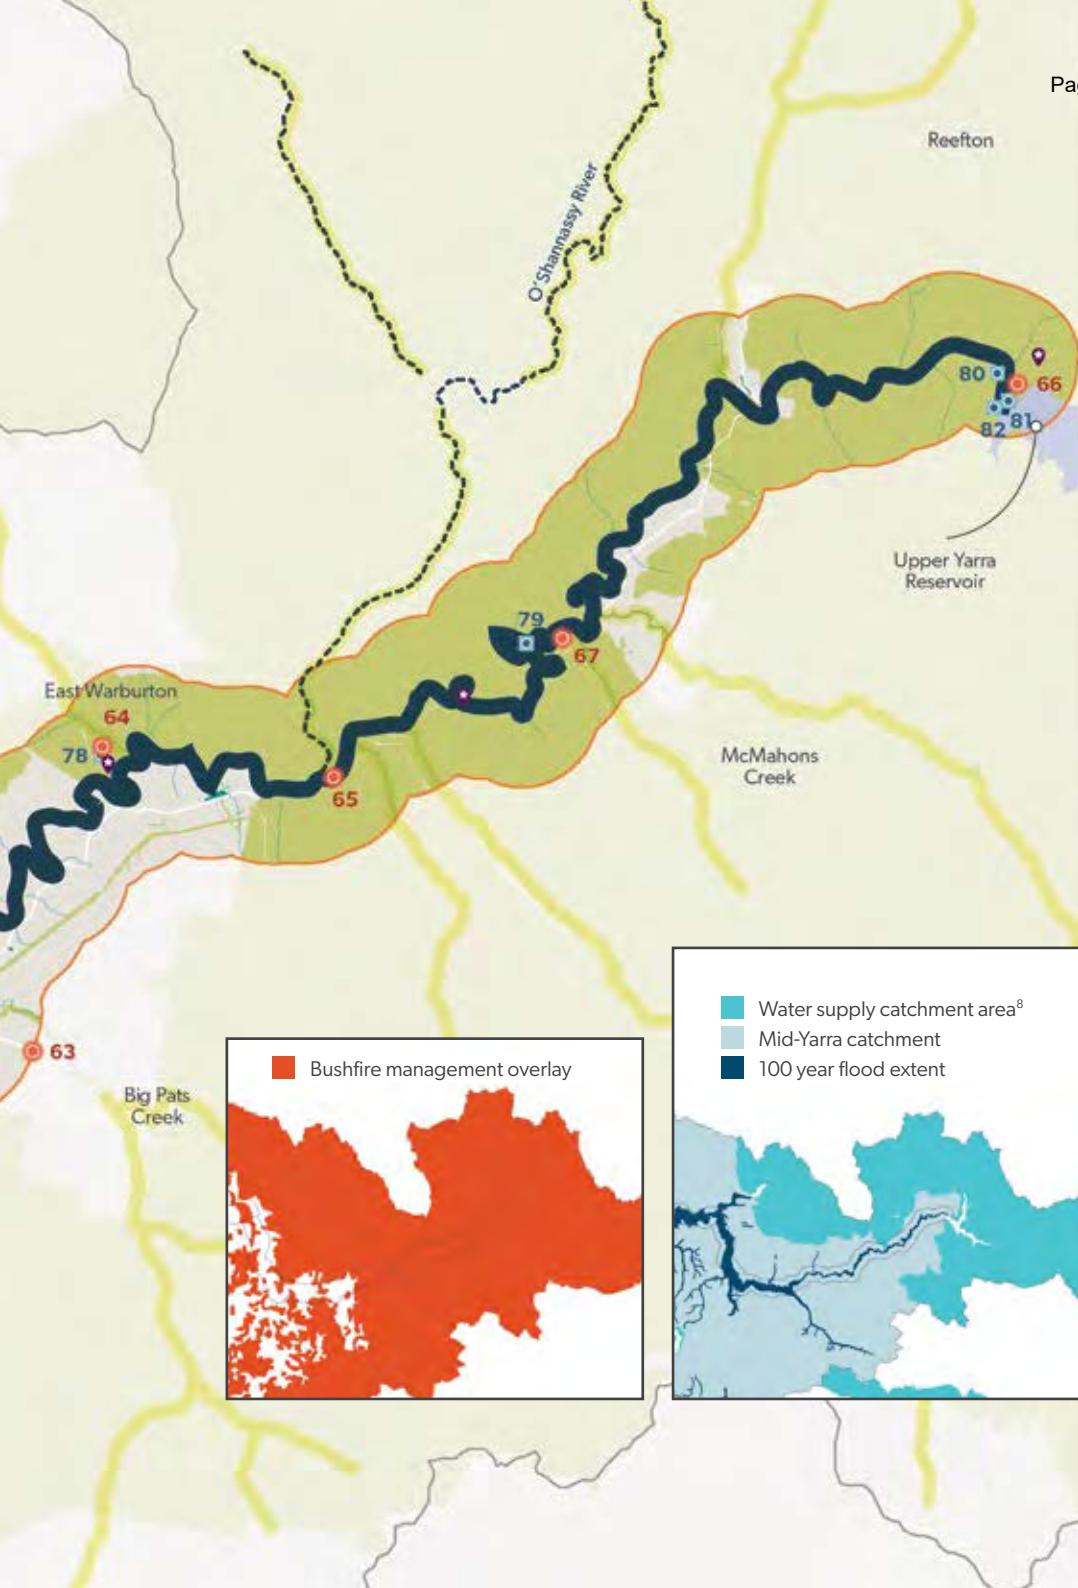 Pa
Reefton
O'Shannassy River
80
66
81
82
Upper Yarra
Reservoir
79
67
East Warburton
64
78
65
McMahons
Creek
63
Big Pats
Creek
Bushfire management overlay
Water supply catchment area⁸
Mid-Yarra catchment
100 year flood extent